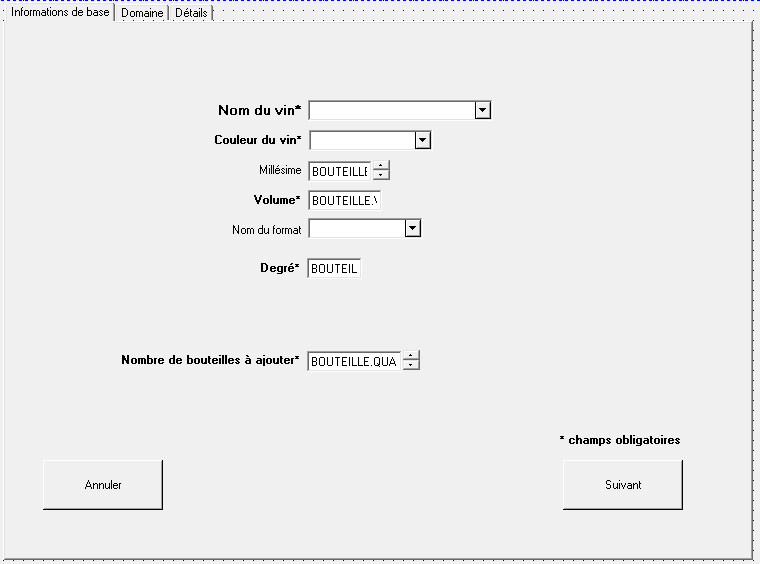 Informations de base Domaine Détails
Nom du vin*
Couleur du vin*
Millésime BOUTEILLE
Volume* BOUTEILLE.
Nom du format
Degré* BOUTEIL
Nombre de bouteilles à ajouter* BOUTEILLE.QUA
* champs obligatoires
Annuler Suivant